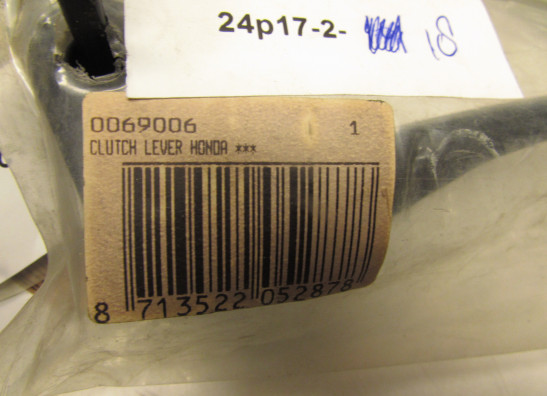 24p17-2- 18
0069006 1
CLUTCH LEVER HONDA ***
8 713522 052878